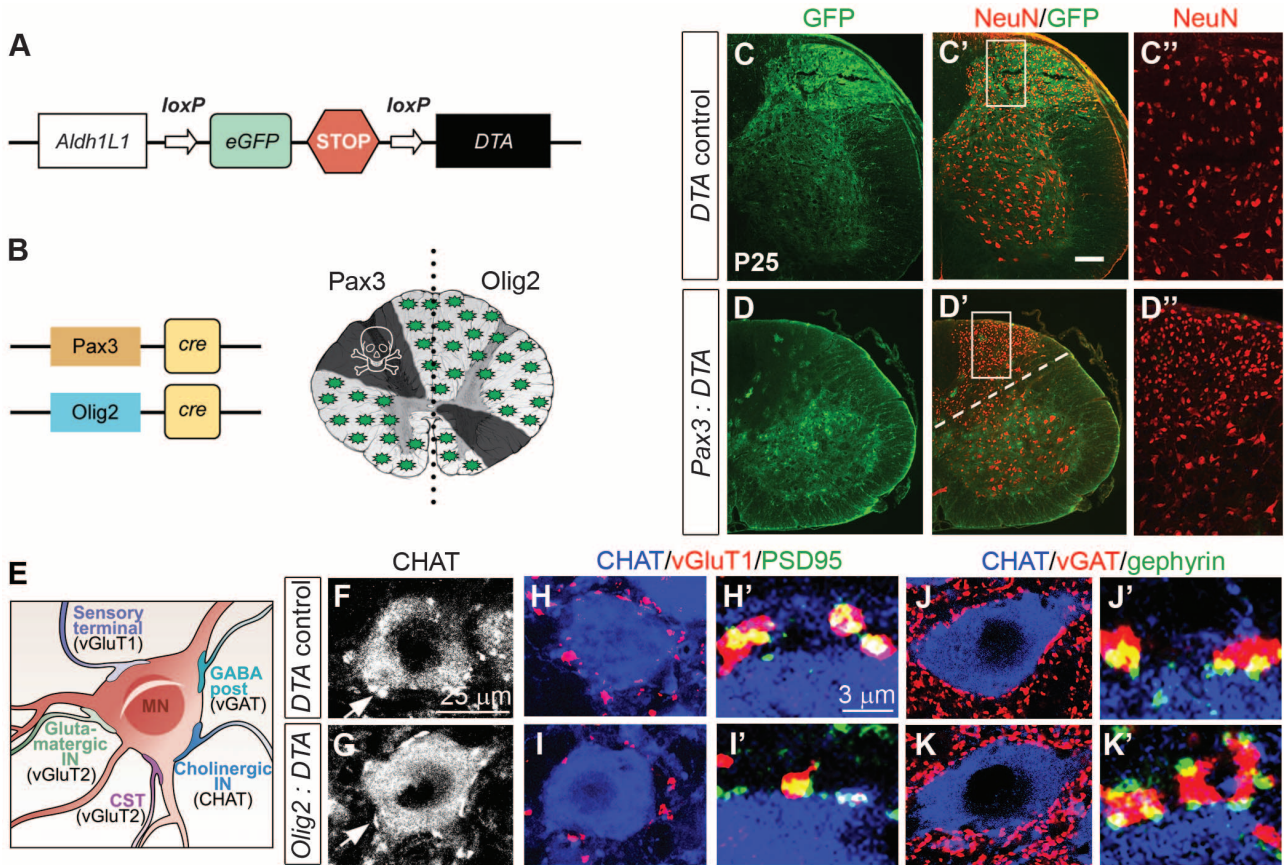 A
loxP
loxP
Aldh1L1
eGFP
STOP
DTA
B
Pax3
cre
Olig2
cre
Pax3
Olig2
GFP
NeuN/GFP
NeuN
DTA control
C
P25
C'
C''
Pax3 : DTA
D
D'
D''
E
Sensory
terminal
(vGluT1)
MN
GABA
post
(vGAT)
Gluta-
matergic
IN
(vGluT2)
Cholinergic
IN
(CHAT)
CST
(vGluT2)
CHAT
CHAT/vGluT1/PSD95
CHAT/vGAT/gephyrin
DTA control
F
25 μm
H
H'
3 μm
J
J'
Olig2 : DTA
G
I
I'
K
K'